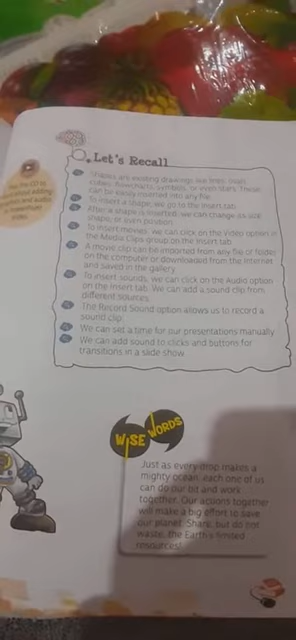 Let's Recall
Shapes are existing drawings like lines, ovals,
cubes, flowcharts, symbols, or even stars. These
can be easily inserted into any file.
To insert a shape, we go to the Insert tab.
After a shape is inserted, we can change its size,
shape, or even position.
To insert movies, we can click on the Video option in
the Media Clips group on the Insert tab.
A movie clip can be imported from any file or folder
on the computer or downloaded from the Internet
and saved in the gallery.
To insert sounds, we can click on the Audio option
on the Insert tab. We can add a sound clip from
different sources.
The Record Sound option allows us to record a
sound clip.
We can set a time for our presentations manually.
We can add sound to clicks and buttons for
transitions in a slide show.
WISE WORDS
Just as every drop makes a
mighty ocean, each one of us
can do our bit and work
together. Our actions together
will make a big effort to save
our planet. Share, but do not
waste, the Earth's limited
resources!